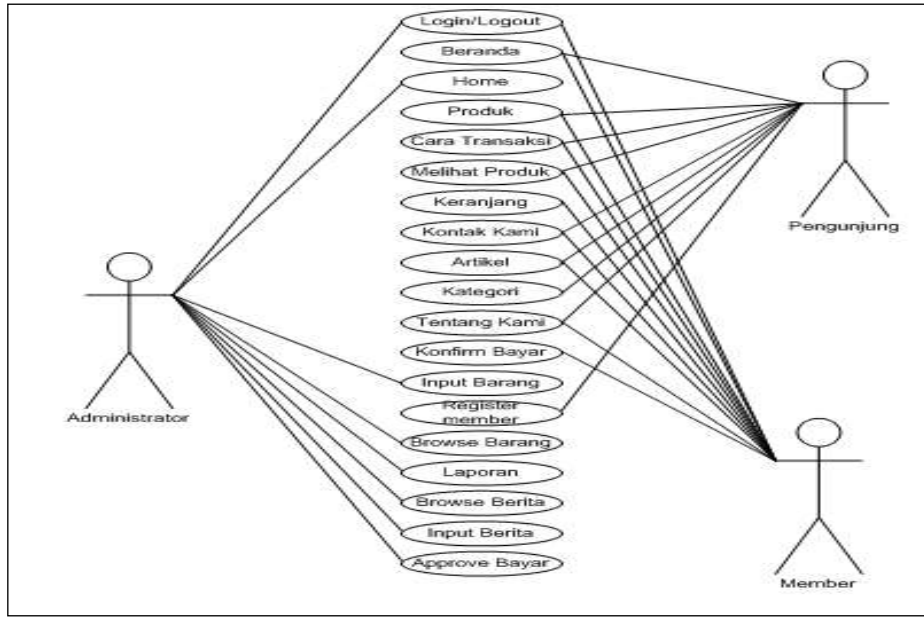 Login/Logout
Beranda
Home
Produk
Cara Transaksi
Melihat Produk
Keranjang
Kontak Kami
Pengunjung
Artikel
Kategori
Tentang Kami
Konfirm Bayar
Input Barang
Administrator
Register
member
Browse Barang
Laporan
Browse Berita
Input Berita
Approve Bayar
Member